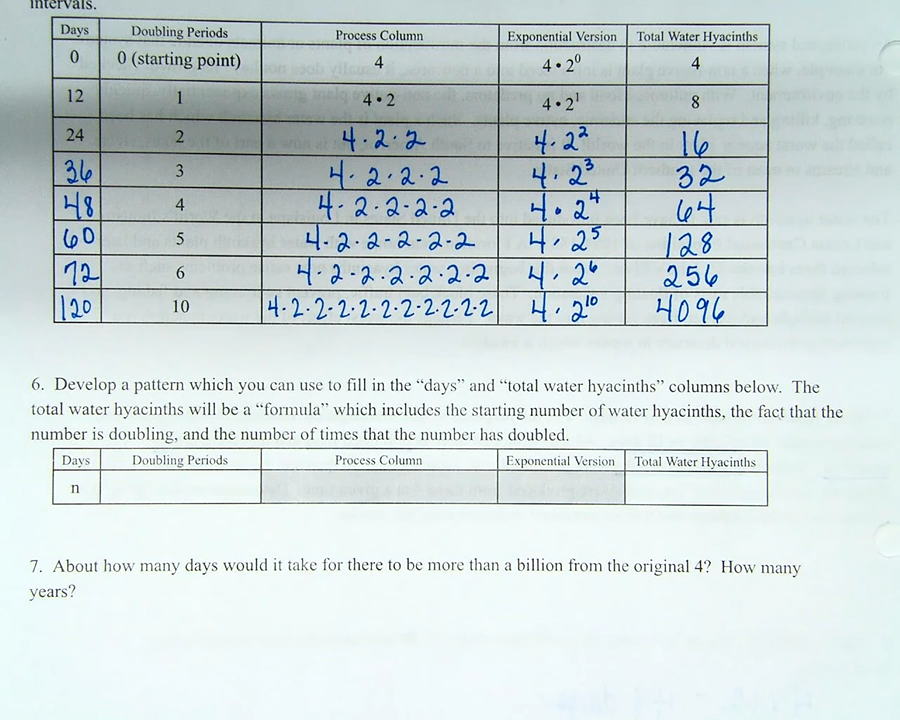 intervals.
Days Doubling Periods Process Column Exponential Version Total Water Hyacinths
0 0 (starting point) 4 4 • 2⁰ 4
12 1 4 • 2 4 • 2¹ 8
24 2 4 · 2 · 2 4 · 2² 16
36 3 4 · 2 · 2 · 2 4 · 2³ 32
48 4 4 · 2 · 2 · 2 · 2 4 · 2⁴ 64
60 5 4 · 2 · 2 · 2 · 2 · 2 4 · 2⁵ 128
72 6 4 · 2 · 2 · 2 · 2 · 2 · 2 4 · 2⁶ 256
120 10 4 · 2 · 2 · 2 · 2 · 2 · 2 · 2 · 2 · 2 · 2 4 · 2¹⁰ 4096
6. Develop a pattern which you can use to fill in the “days” and “total water hyacinths” columns below. The
total water hyacinths will be a “formula” which includes the starting number of water hyacinths, the fact that the
number is doubling, and the number of times that the number has doubled.
Days Doubling Periods Process Column Exponential Version Total Water Hyacinths
n
7. About how many days would it take for there to be more than a billion from the original 4? How many
years?